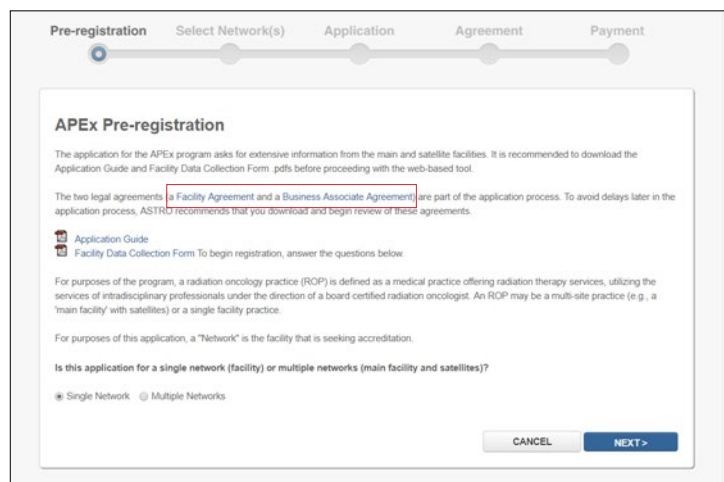 Pre-registration Select Network(s) Application Agreement Payment
APEx Pre-registration
The application for the APEx program asks for extensive information from the main and satellite facilities. It is recommended to download the
Application Guide and Facility Data Collection Form .pdfs before proceeding with the web-based tool.
The two legal agreements (a Facility Agreement and a Business Associate Agreement) are part of the application process. To avoid delays later in the
application process, ASTRO recommends that you download and begin review of these agreements.
Application Guide
Facility Data Collection Form To begin registration, answer the questions below.
For purposes of the program, a radiation oncology practice (ROP) is defined as a medical practice offering radiation therapy services, utilizing the
services of intradisciplinary professionals under the direction of a board certified radiation oncologist. An ROP may be a multi-site practice (e.g., a
'main facility' with satellites) or a single facility practice.
For purposes of this application, a "Network" is the facility that is seeking accreditation.
Is this application for a single network (facility) or multiple networks (main facility and satellites)?
Single Network Multiple Networks
CANCEL NEXT >